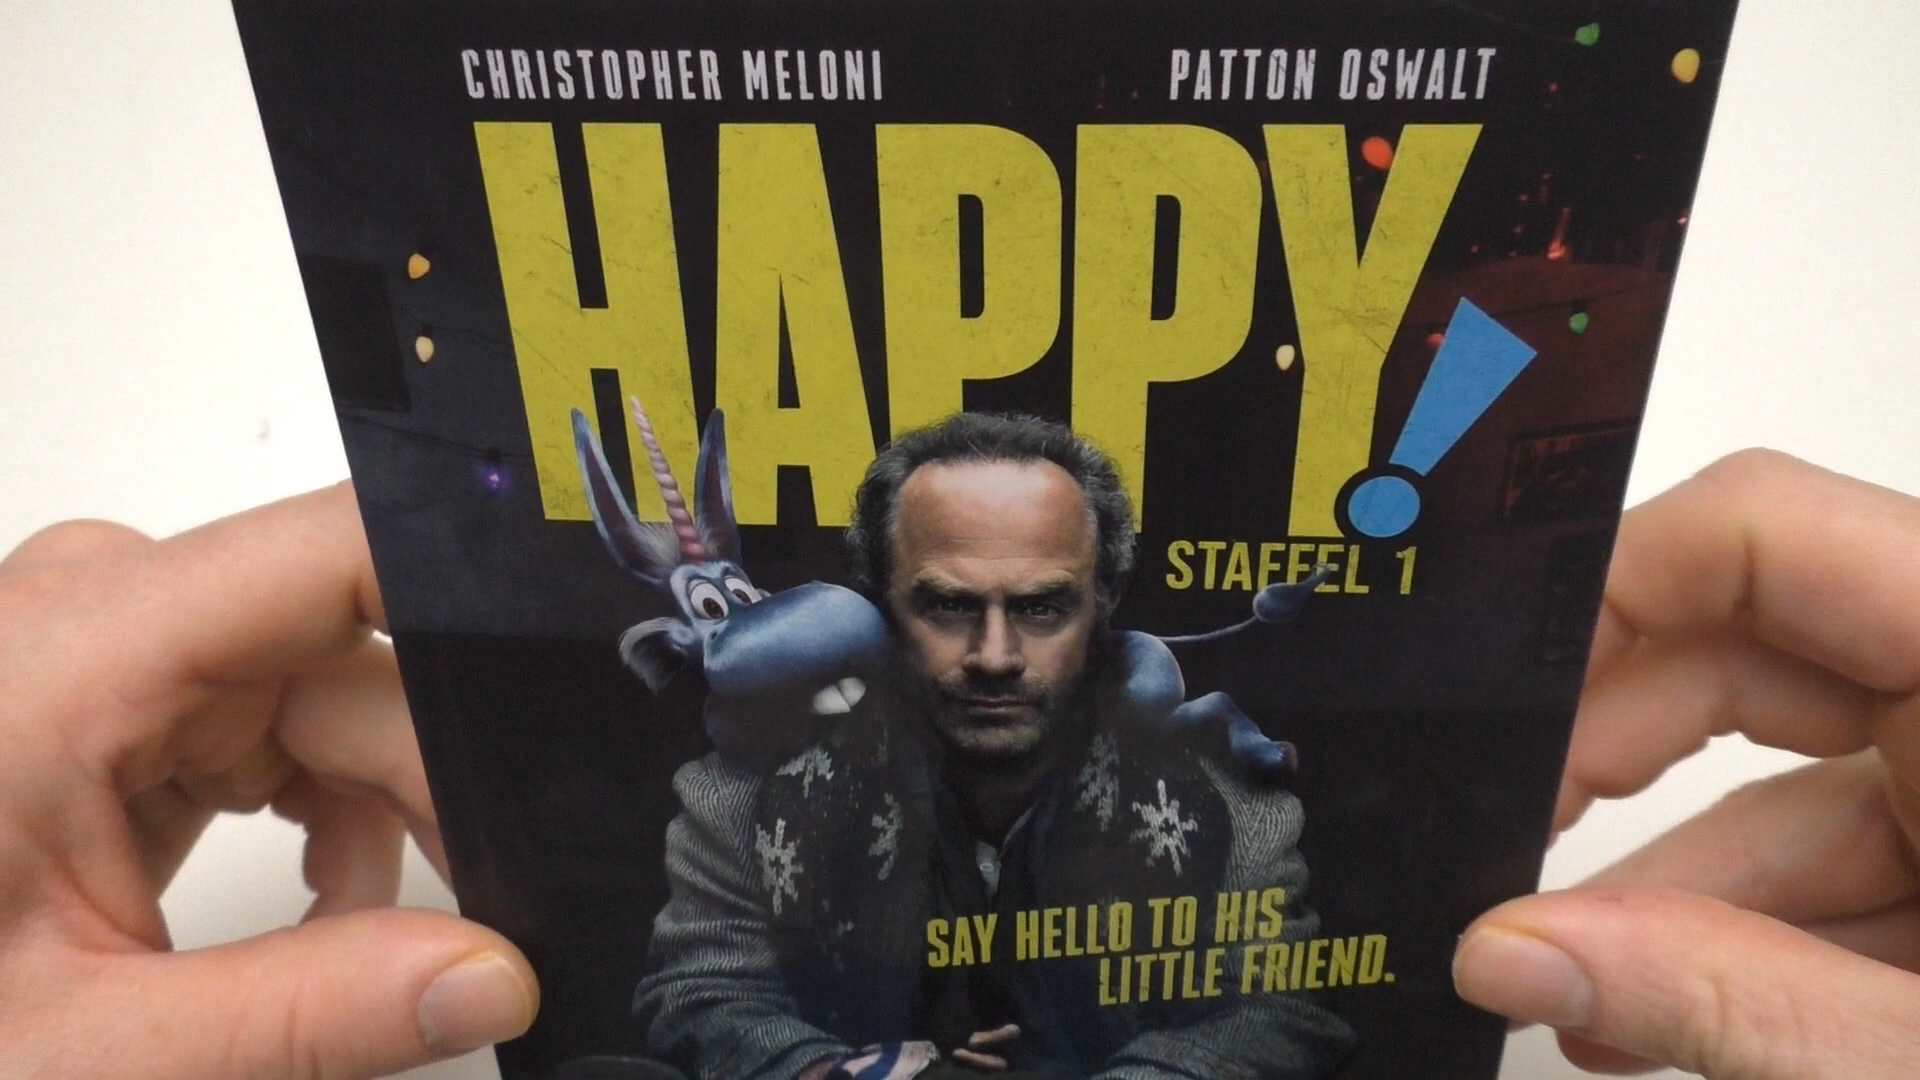 CHRISTOPHER MELONI
PATTON OSWALT
HAPPY!
STAFFEL 1
SAY HELLO TO HIS
LITTLE FRIEND.